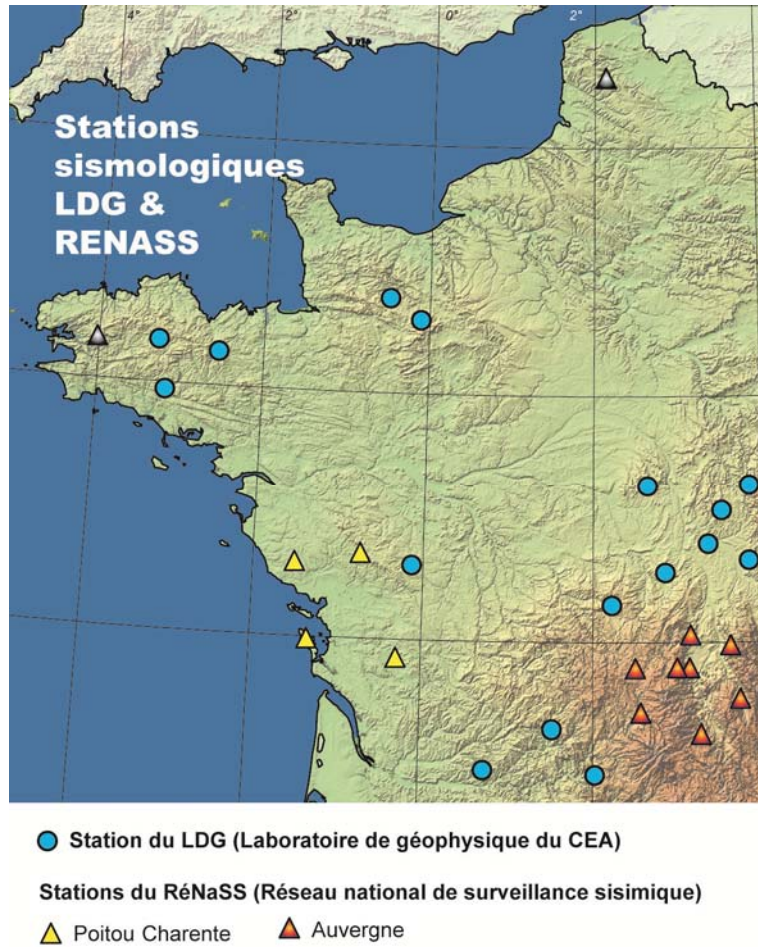 4°
2°
0°
2°
Stations
sismologiques
LDG &
RENASS
Station du LDG (Laboratoire de géophysique du CEA)
Stations du RéNaSS (Réseau national de surveillance sisimique)
Poitou Charente
Auvergne